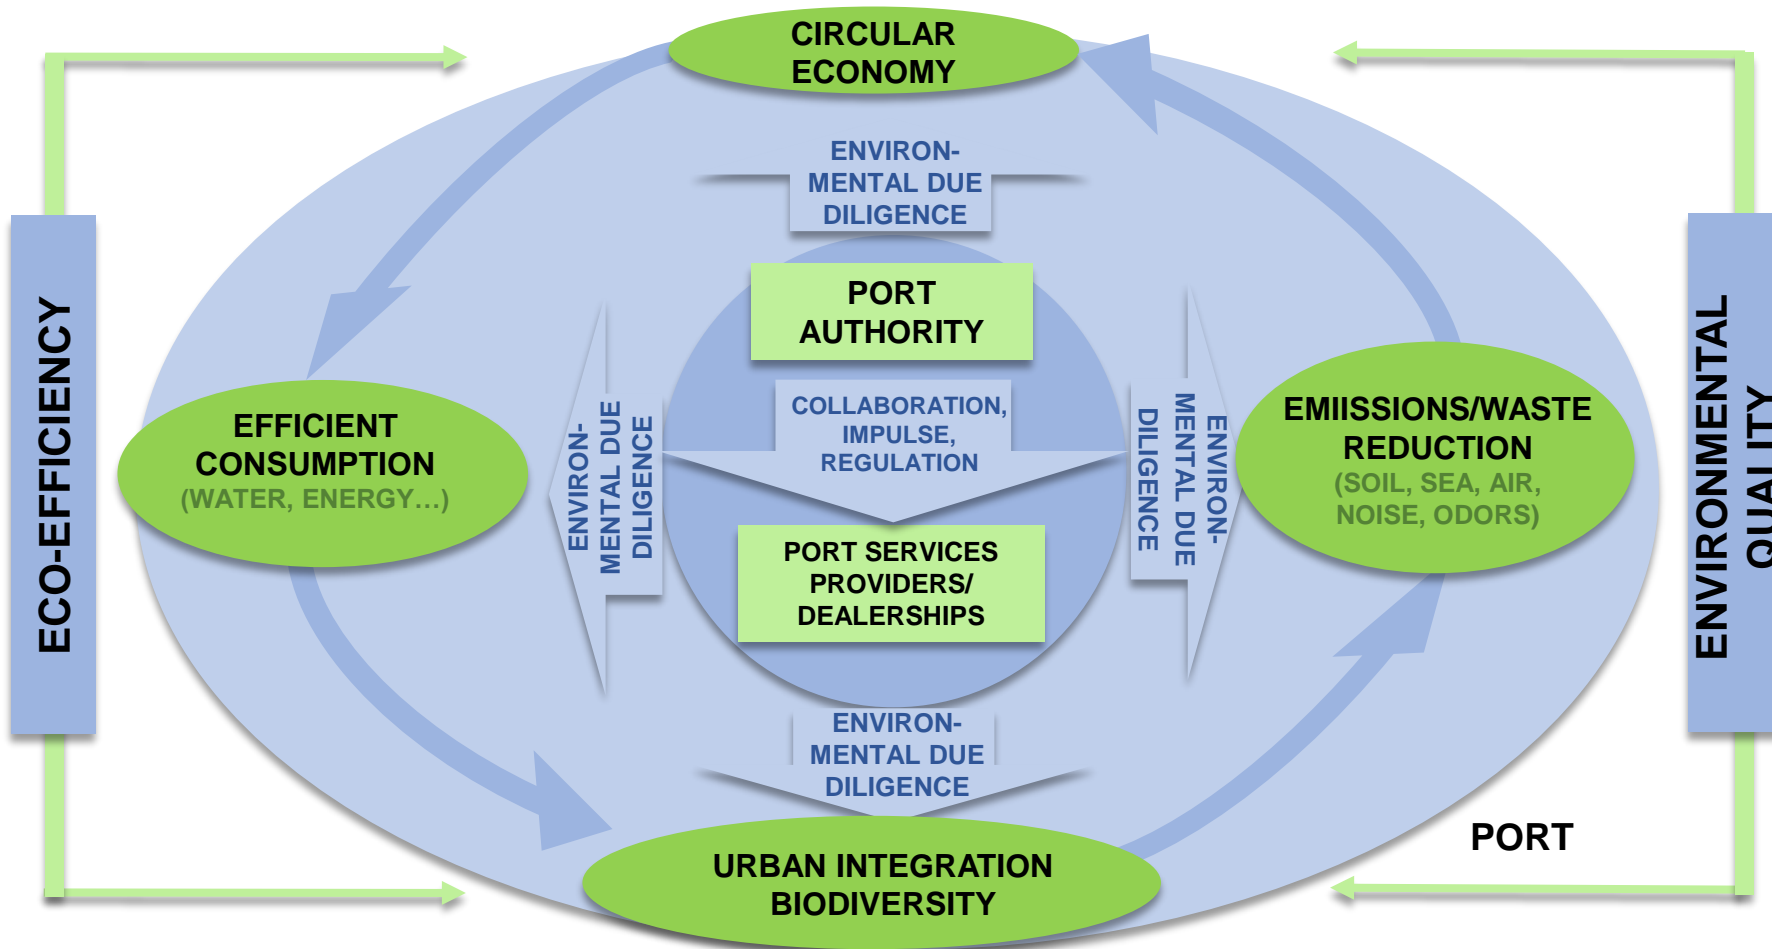 CIRCULAR
ECONOMY
ENVIRON-
MENTAL DUE
DILIGENCE
PORT
AUTHORITY
ECO-EFFICIENCY
EFFICIENT
CONSUMPTION
(WATER, ENERGY…)
ENVIRON-
MENTAL DUE
DILIGENCE
COLLABORATION,
IMPULSE,
REGULATION
ENVIRON-
MENTAL DUE
DILIGENCE
EMIISSIONS/WASTE
REDUCTION
(SOIL, SEA, AIR,
NOISE, ODORS)
ENVIRONMENTAL
QUALITY
PORT SERVICES
PROVIDERS/
DEALERSHIPS
ENVIRON-
MENTAL DUE
DILIGENCE
PORT
URBAN INTEGRATION
BIODIVERSITY